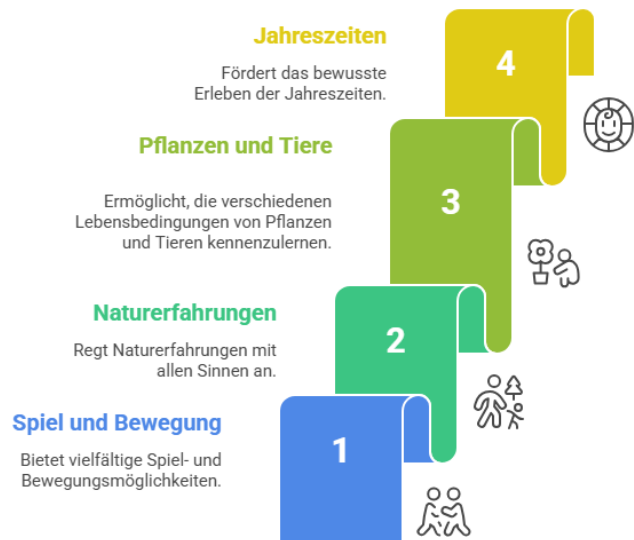 Jahreszeiten
4
Fördert das bewusste
Erleben der Jahreszeiten.
Pflanzen und Tiere
3
Ermöglicht, die verschiedenen
Lebensbedingungen von Pflanzen
und Tieren kennenzulernen.
Naturerfahrungen
2
Regt Naturerfahrungen mit
allen Sinnen an.
Spiel und Bewegung
1
Bietet vielfältige Spiel- und
Bewegungsmöglichkeiten.